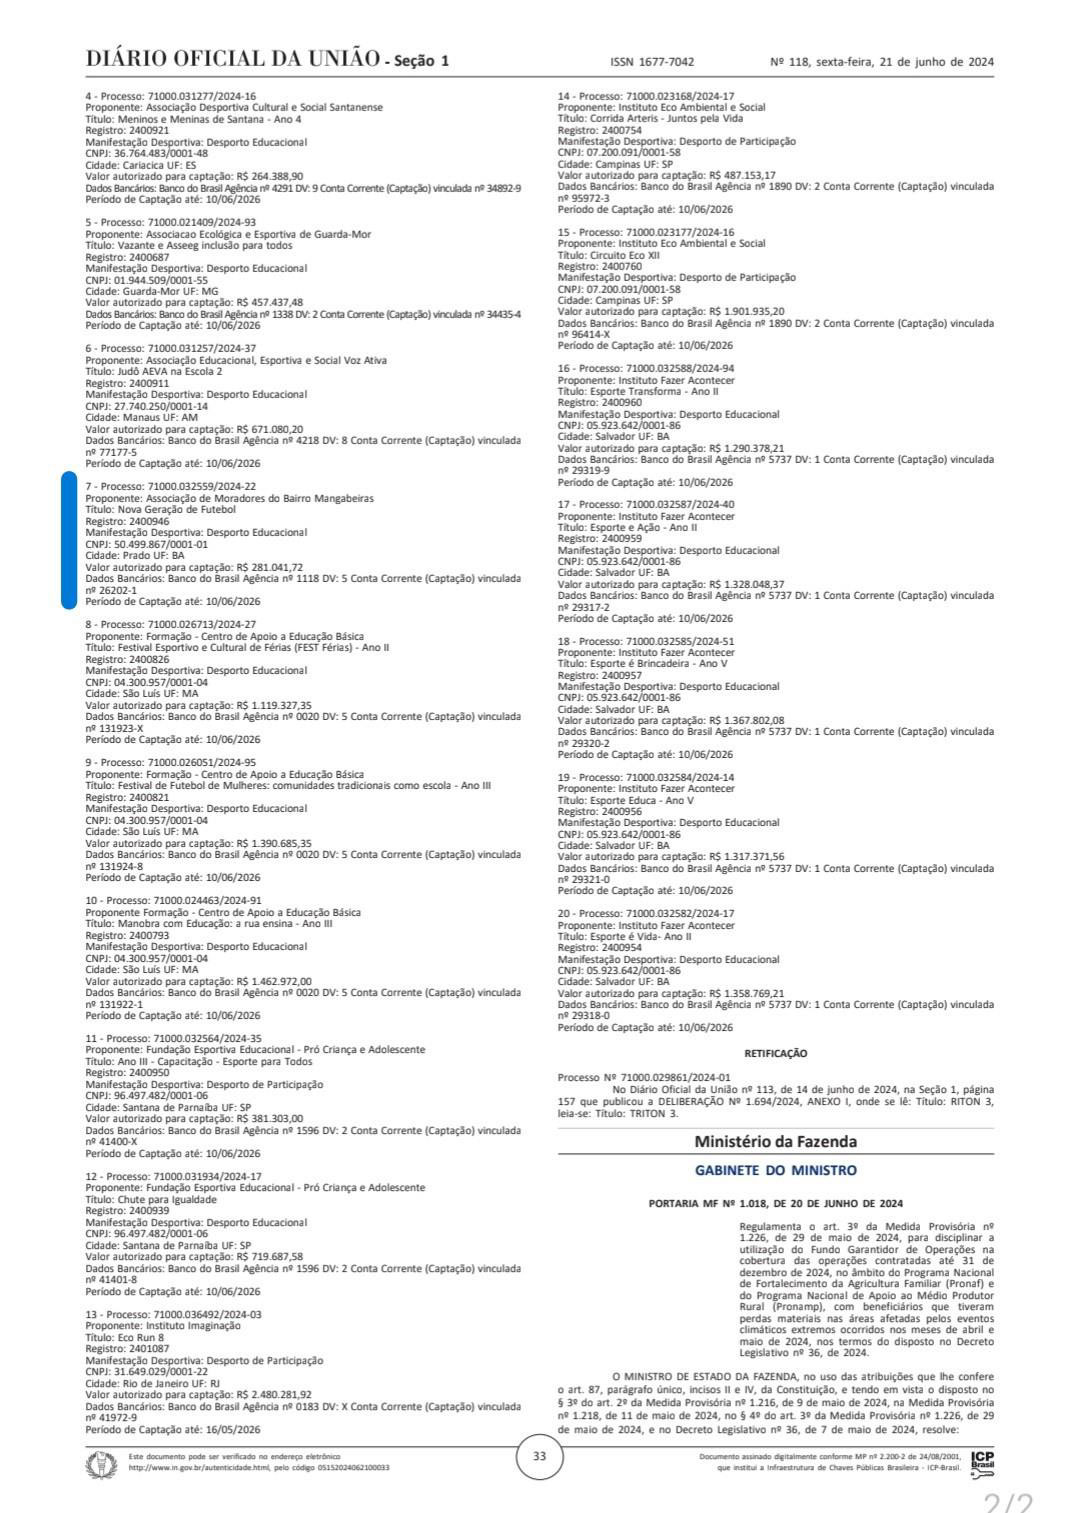 DIÁRIO OFICIAL DA UNIÃO - Seção 1
ISSN 1677-7042
Nº 118, sexta-feira, 21 de junho de 2024
4 - Processo: 71000.031277/2024-16
Proponente: Associação Desportiva Cultural e Social Santanense
Título: Meninos e Meninas de Santana - Ano 4
Registro: 2400921
Manifestação Desportiva: Desporto Educacional
CNPJ: 36.764.483/0001-48
Cidade: Cariacica UF: ES
Valor autorizado para captação: R$ 264.388,90
Dados Bancários: Banco do Brasil Agência nº 4291 DV: 9 Conta Corrente (Captação) vinculada nº 34892-9
Período de Captação até: 10/06/2026
5 - Processo: 71000.021409/2024-93
Proponente: Associacao Ecológica e Esportiva de Guarda-Mor
Título: Vazante e Asseeg inclusão para todos
Registro: 2400687
Manifestação Desportiva: Desporto Educacional
CNPJ: 01.944.509/0001-55
Cidade: Guarda-Mor UF: MG
Valor autorizado para captação: R$ 457.437,48
Dados Bancários: Banco do Brasil Agência nº 1338 DV: 2 Conta Corrente (Captação) vinculada nº 34435-4
Período de Captação até: 10/06/2026
6 - Processo: 71000.031257/2024-37
Proponente: Associação Educacional, Esportiva e Social Voz Ativa
Título: Judô AEVA na Escola 2
Registro: 2400911
Manifestação Desportiva: Desporto Educacional
CNPJ: 27.740.250/0001-14
Cidade: Manaus UF: AM
Valor autorizado para captação: R$ 671.080,20
Dados Bancários: Banco do Brasil Agência nº 4218 DV: 8 Conta Corrente (Captação) vinculada
nº 77177-5
Período de Captação até: 10/06/2026
7 - Processo: 71000.032559/2024-22
Proponente: Associação de Moradores do Bairro Mangabeiras
Título: Nova Geração de Futebol
Registro: 2400946
Manifestação Desportiva: Desporto Educacional
CNPJ: 50.499.867/0001-01
Cidade: Prado UF: BA
Valor autorizado para captação: R$ 281.041,72
Dados Bancários: Banco do Brasil Agência nº 1118 DV: 5 Conta Corrente (Captação) vinculada
nº 26202-1
Período de Captação até: 10/06/2026
8 - Processo: 71000.026713/2024-27
Proponente: Formação - Centro de Apoio a Educação Básica
Título: Festival Esportivo e Cultural de Férias (FEST Férias) - Ano II
Registro: 2400826
Manifestação Desportiva: Desporto Educacional
CNPJ: 04.300.957/0001-04
Cidade: São Luís UF: MA
Valor autorizado para captação: R$ 1.119.327,35
Dados Bancários: Banco do Brasil Agência nº 0020 DV: 5 Conta Corrente (Captação) vinculada
nº 131923-X
Período de Captação até: 10/06/2026
9 - Processo: 71000.026051/2024-95
Proponente: Formação - Centro de Apoio a Educação Básica
Título: Festival de Futebol de Mulheres: comunidades tradicionais como escola - Ano III
Registro: 2400821
Manifestação Desportiva: Desporto Educacional
CNPJ: 04.300.957/0001-04
Cidade: São Luís UF: MA
Valor autorizado para captação: R$ 1.390.685,35
Dados Bancários: Banco do Brasil Agência nº 0020 DV: 5 Conta Corrente (Captação) vinculada
nº 131924-8
Período de Captação até: 10/06/2026
10 - Processo: 71000.024463/2024-91
Proponente Formação - Centro de Apoio a Educação Básica
Título: Manobra com Educação: a rua ensina - Ano III
Registro: 2400793
Manifestação Desportiva: Desporto Educacional
CNPJ: 04.300.957/0001-04
Cidade: São Luís UF: MA
Valor autorizado para captação: R$ 1.462.972,00
Dados Bancários: Banco do Brasil Agência nº 0020 DV: 5 Conta Corrente (Captação) vinculada
nº 131922-1
Período de Captação até: 10/06/2026
11 - Processo: 71000.032564/2024-35
Proponente: Fundação Esportiva Educacional - Pró Criança e Adolescente
Título: Ano III - Capacitação - Esporte para Todos
Registro: 2400950
Manifestação Desportiva: Desporto de Participação
CNPJ: 96.497.482/0001-06
Cidade: Santana de Parnaíba UF: SP
Valor autorizado para captação: R$ 381.303,00
Dados Bancários: Banco do Brasil Agência nº 1596 DV: 2 Conta Corrente (Captação) vinculada
nº 41400-X
Período de Captação até: 10/06/2026
12 - Processo: 71000.031934/2024-17
Proponente: Fundação Esportiva Educacional - Pró Criança e Adolescente
Título: Chute para Igualdade
Registro: 2400939
Manifestação Desportiva: Desporto Educacional
CNPJ: 96.497.482/0001-06
Cidade: Santana de Parnaíba UF: SP
Valor autorizado para captação: R$ 719.687,58
Dados Bancários: Banco do Brasil Agência nº 1596 DV: 2 Conta Corrente (Captação) vinculada
nº 41401-8
Período de Captação até: 10/06/2026
13 - Processo: 71000.036492/2024-03
Proponente: Instituto Imaginação
Título: Eco Run 8
Registro: 2401087
Manifestação Desportiva: Desporto de Participação
CNPJ: 31.649.029/0001-22
Cidade: Rio de Janeiro UF: RJ
Valor autorizado para captação: R$ 2.480.281,92
Dados Bancários: Banco do Brasil Agência nº 0183 DV: X Conta Corrente (Captação) vinculada
nº 41972-9
Período de Captação até: 16/05/2026
14 - Processo: 71000.023168/2024-17
Proponente: Instituto Eco Ambiental e Social
Título: Corrida Arteris - Juntos pela Vida
Registro: 2400754
Manifestação Desportiva: Desporto de Participação
CNPJ: 07.200.091/0001-58
Cidade: Campinas UF: SP
Valor autorizado para captação: R$ 487.153,17
Dados Bancários: Banco do Brasil Agência nº 1890 DV: 2 Conta Corrente (Captação) vinculada
nº 95972-3
Período de Captação até: 10/06/2026
15 - Processo: 71000.023177/2024-16
Proponente: Instituto Eco Ambiental e Social
Título: Circuito Eco XII
Registro: 2400760
Manifestação Desportiva: Desporto de Participação
CNPJ: 07.200.091/0001-58
Cidade: Campinas UF: SP
Valor autorizado para captação: R$ 1.901.935,20
Dados Bancários: Banco do Brasil Agência nº 1890 DV: 2 Conta Corrente (Captação) vinculada
nº 96414-X
Período de Captação até: 10/06/2026
16 - Processo: 71000.032588/2024-94
Proponente: Instituto Fazer Acontecer
Título: Esporte Transforma - Ano II
Registro: 2400960
Manifestação Desportiva: Desporto Educacional
CNPJ: 05.923.642/0001-86
Cidade: Salvador UF: BA
Valor autorizado para captação: R$ 1.290.378,21
Dados Bancários: Banco do Brasil Agência nº 5737 DV: 1 Conta Corrente (Captação) vinculada
nº 29319-9
Período de Captação até: 10/06/2026
17 - Processo: 71000.032587/2024-40
Proponente: Instituto Fazer Acontecer
Título: Esporte e Ação - Ano II
Registro: 2400959
Manifestação Desportiva: Desporto Educacional
CNPJ: 05.923.642/0001-86
Cidade: Salvador UF: BA
Valor autorizado para captação: R$ 1.328.048,37
Dados Bancários: Banco do Brasil Agência nº 5737 DV: 1 Conta Corrente (Captação) vinculada
nº 29317-2
Período de Captação até: 10/06/2026
18 - Processo: 71000.032585/2024-51
Proponente: Instituto Fazer Acontecer
Título: Esporte é Brincadeira - Ano V
Registro: 2400957
Manifestação Desportiva: Desporto Educacional
CNPJ: 05.923.642/0001-86
Cidade: Salvador UF: BA
Valor autorizado para captação: R$ 1.367.802,08
Dados Bancários: Banco do Brasil Agência nº 5737 DV: 1 Conta Corrente (Captação) vinculada
nº 29320-2
Período de Captação até: 10/06/2026
19 - Processo: 71000.032584/2024-14
Proponente: Instituto Fazer Acontecer
Título: Esporte Educa - Ano V
Registro: 2400956
Manifestação Desportiva: Desporto Educacional
CNPJ: 05.923.642/0001-86
Cidade: Salvador UF: BA
Valor autorizado para captação: R$ 1.317.371,56
Dados Bancários: Banco do Brasil Agência nº 5737 DV: 1 Conta Corrente (Captação) vinculada
nº 29321-0
Período de Captação até: 10/06/2026
20 - Processo: 71000.032582/2024-17
Proponente: Instituto Fazer Acontecer
Título: Esporte é Vida- Ano II
Registro: 2400954
Manifestação Desportiva: Desporto Educacional
CNPJ: 05.923.642/0001-86
Cidade: Salvador UF: BA
Valor autorizado para captação: R$ 1.358.769,21
Dados Bancários: Banco do Brasil Agência nº 5737 DV: 1 Conta Corrente (Captação) vinculada
nº 29318-0
Período de Captação até: 10/06/2026
RETIFICAÇÃO
Processo Nº 71000.029861/2024-01
No Diário Oficial da União nº 113, de 14 de junho de 2024, na Seção 1, página
157 que publicou a DELIBERAÇÃO Nº 1.694/2024, ANEXO I, onde se lê: Título: RITON 3,
leia-se: Título: TRITON 3.
Ministério da Fazenda
GABINETE DO MINISTRO
PORTARIA MF Nº 1.018, DE 20 DE JUNHO DE 2024
Regulamenta o art. 3º da Medida Provisória nº
1.226, de 29 de maio de 2024, para disciplinar a
utilização do Fundo Garantidor de Operações na
cobertura das operações contratadas até 31 de
dezembro de 2024, no âmbito do Programa Nacional
de Fortalecimento da Agricultura Familiar (Pronaf) e
do Programa Nacional de Apoio ao Médio Produtor
Rural (Pronamp), com beneficiários que tiveram
perdas materiais nas áreas afetadas pelos eventos
climáticos extremos ocorridos nos meses de abril e
maio de 2024, nos termos do disposto no Decreto
Legislativo nº 36, de 2024.
O MINISTRO DE ESTADO DA FAZENDA, no uso das atribuições que lhe confere
o art. 87, parágrafo único, incisos II e IV, da Constituição, e tendo em vista o disposto no
§ 3º do art. 2º da Medida Provisória nº 1.216, de 9 de maio de 2024, na Medida Provisória
nº 1.218, de 11 de maio de 2024, no § 4º do art. 3º da Medida Provisória nº 1.226, de 29
de maio de 2024, e no Decreto Legislativo nº 36, de 7 de maio de 2024, resolve:
Este documento pode ser verificado no endereço eletrônico
http://www.in.gov.br/autenticidade.html, pelo código 05152024062100033
33
Documento assinado digitalmente conforme MP nº 2.200-2 de 24/08/2001,
que institui a Infraestrutura de Chaves Públicas Brasileira - ICP-Brasil.
ICP
Brasil
2/2